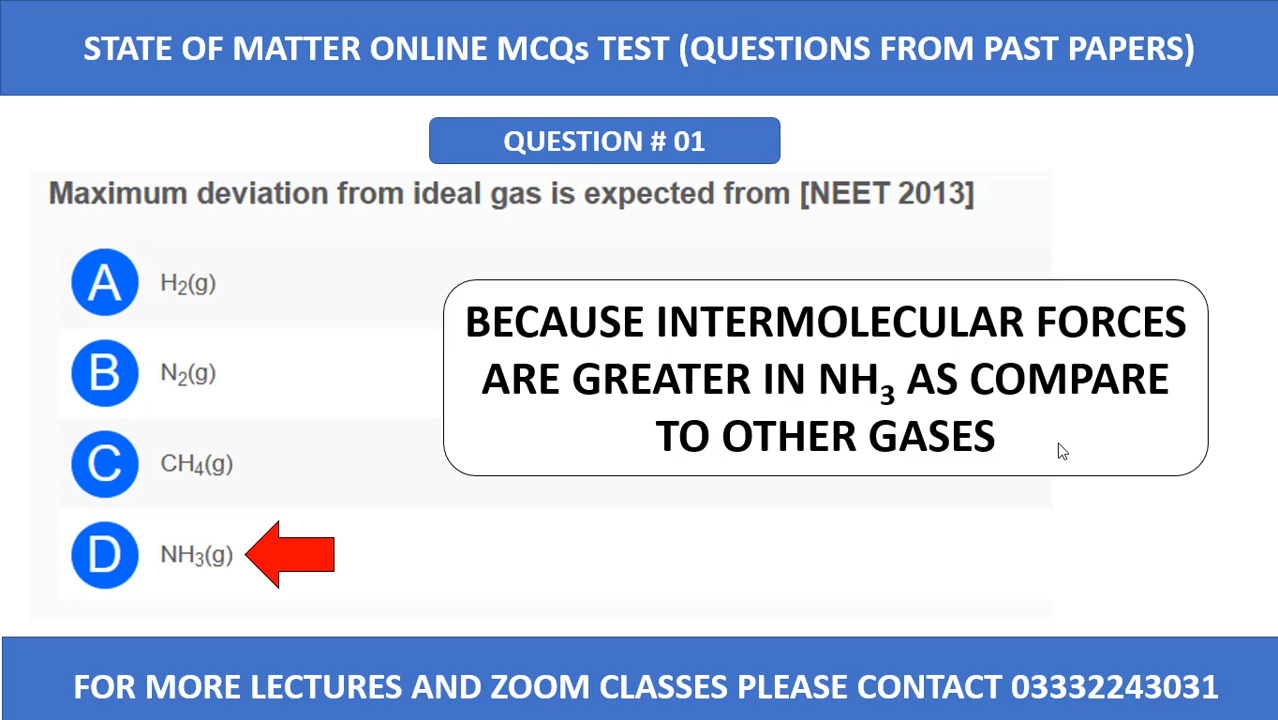 STATE OF MATTER ONLINE MCQs TEST (QUESTIONS FROM PAST PAPERS)
QUESTION # 01
Maximum deviation from ideal gas is expected from [NEET 2013]
A H₂(g)
B N₂(g)
C CH₄(g)
D NH₃(g)
BECAUSE INTERMOLECULAR FORCES
ARE GREATER IN NH₃ AS COMPARE
TO OTHER GASES
FOR MORE LECTURES AND ZOOM CLASSES PLEASE CONTACT 03332243031